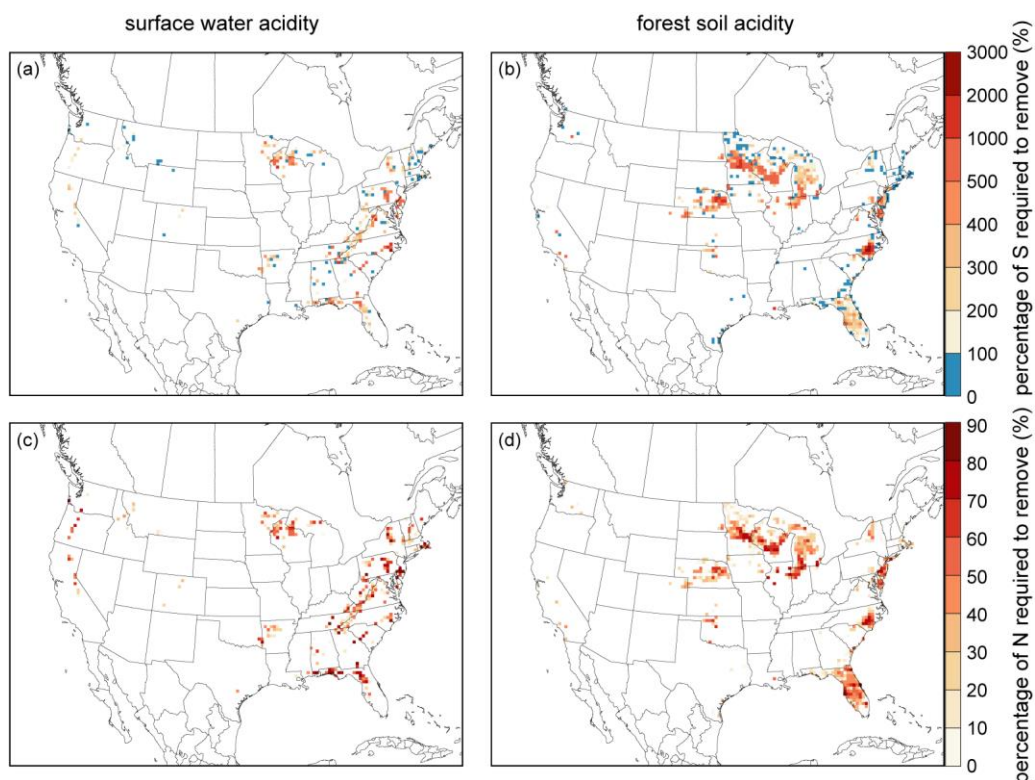 surface water acidity
forest soil acidity
(a)
(b)
3000
2000
1000
500
400
300
200
100
0
percentage of S required to remove (%)
(c)
(d)
90
80
70
60
50
40
30
20
10
0
percentage of N required to remove (%)